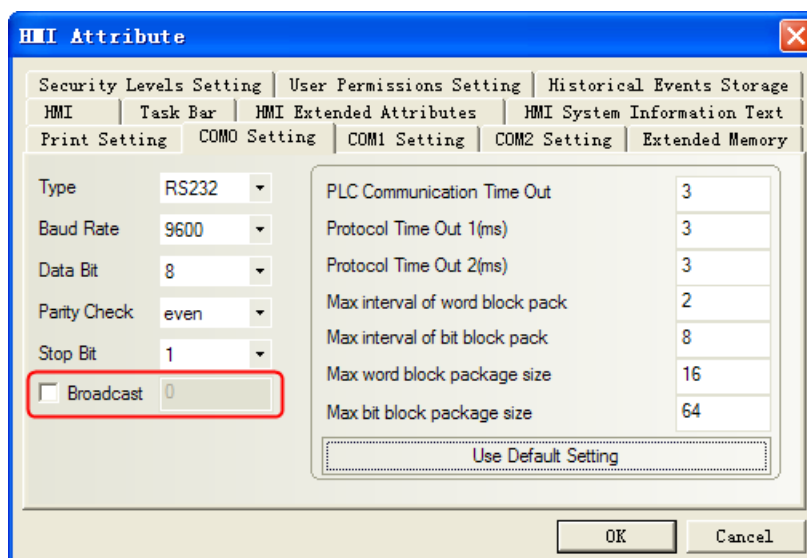 HMI Attribute
Security Levels Setting User Permissions Setting Historical Events Storage
HMI Task Bar HMI Extended Attributes HMI System Information Text
Print Setting COM0 Setting COM1 Setting COM2 Setting Extended Memory
Type RS232
Baud Rate 9600
Data Bit 8
Parity Check even
Stop Bit 1
Broadcast 0
PLC Communication Time Out 3
Protocol Time Out 1(ms) 3
Protocol Time Out 2(ms) 3
Max interval of word block pack 2
Max interval of bit block pack 8
Max word block package size 16
Max bit block package size 64
Use Default Setting
OK Cancel